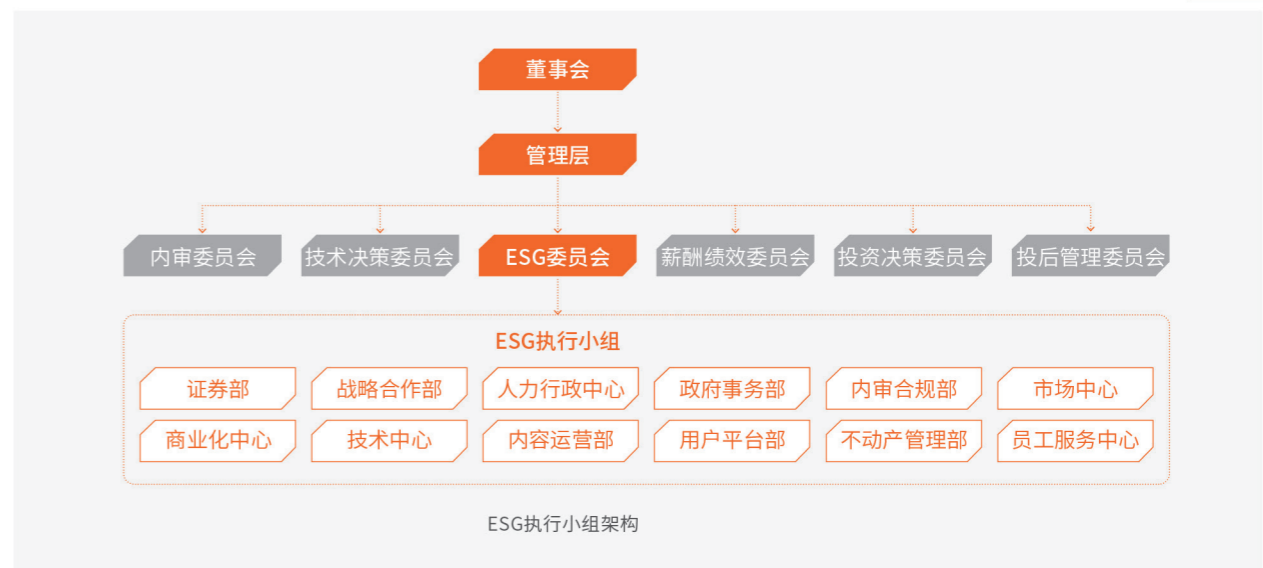 董事会
管理层
内审委员会 技术决策委员会 ESG委员会 薪酬绩效委员会 投资决策委员会 投后管理委员会
ESG执行小组
证券部 战略合作部 人力行政中心 政府事务部 内审合规部 市场中心
商业化中心 技术中心 内容运营部 用户平台部 不动产管理部 员工服务中心
ESG执行小组架构